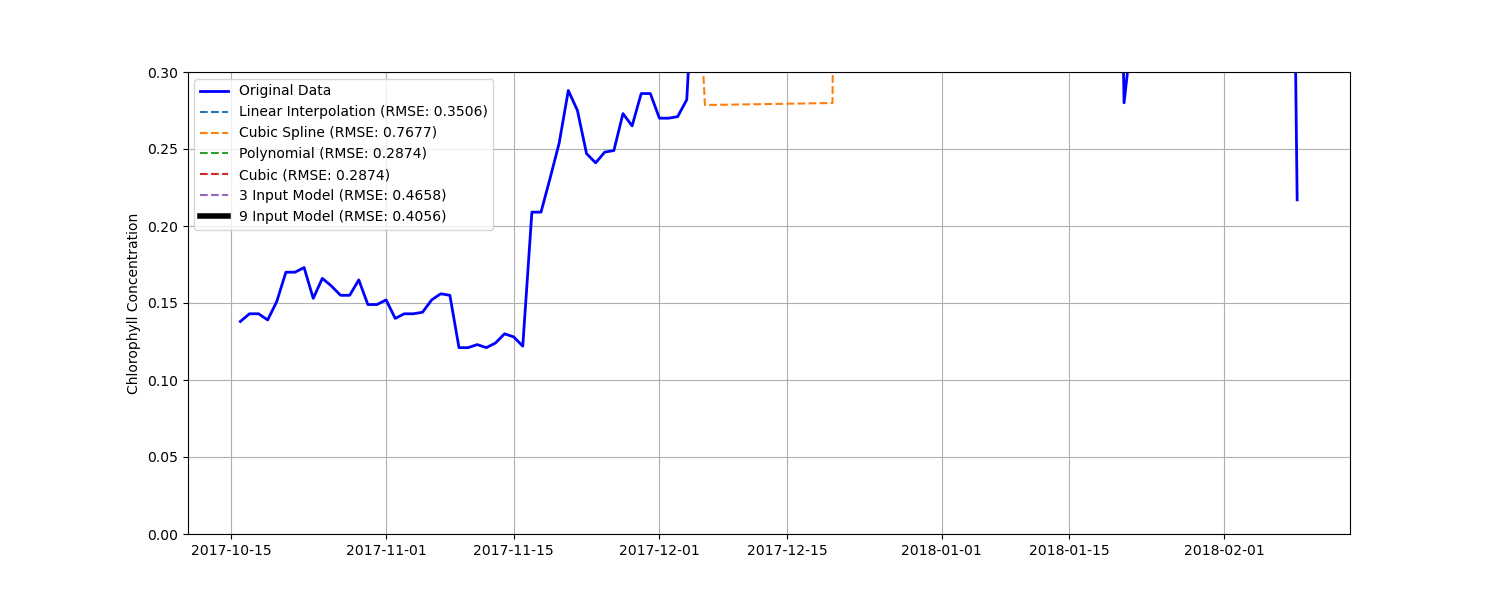 0.30
0.25
0.20
0.15
0.10
0.05
0.00
Chlorophyll Concentration
Original Data
Linear Interpolation (RMSE: 0.3506)
Cubic Spline (RMSE: 0.7677)
Polynomial (RMSE: 0.2874)
Cubic (RMSE: 0.2874)
3 Input Model (RMSE: 0.4658)
9 Input Model (RMSE: 0.4056)
2017-10-15 2017-11-01 2017-11-15 2017-12-01 2017-12-15 2018-01-01 2018-01-15 2018-02-01